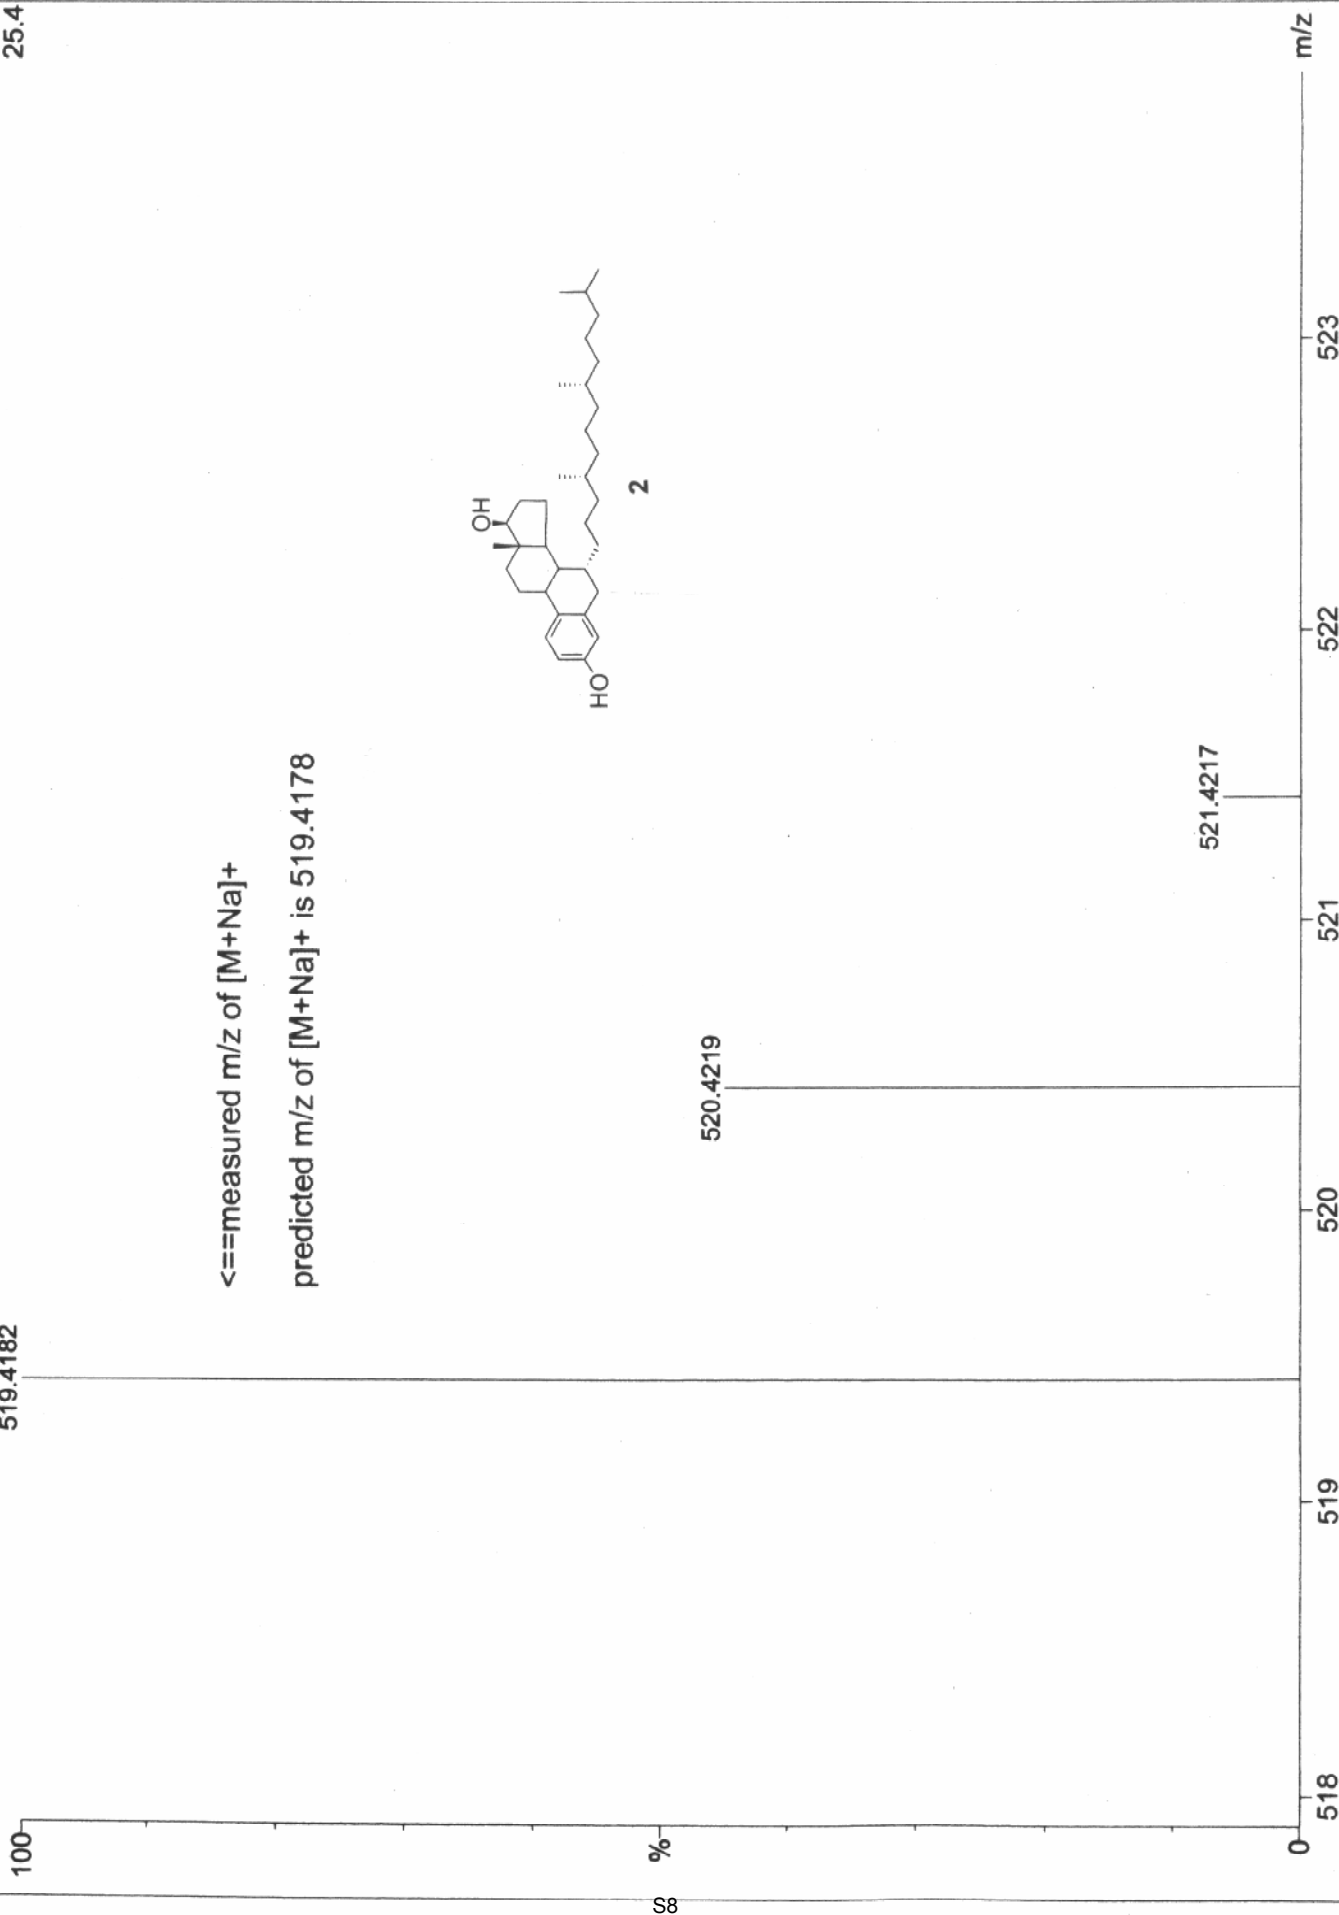 25.4
519.4182
100
<==measured m/z of [M+Na]+
predicted m/z of [M+Na]+ is 519.4178
OH
HO
2
520.4219
%
521.4217
0
518
519
520
521
522
523
m/z
S8